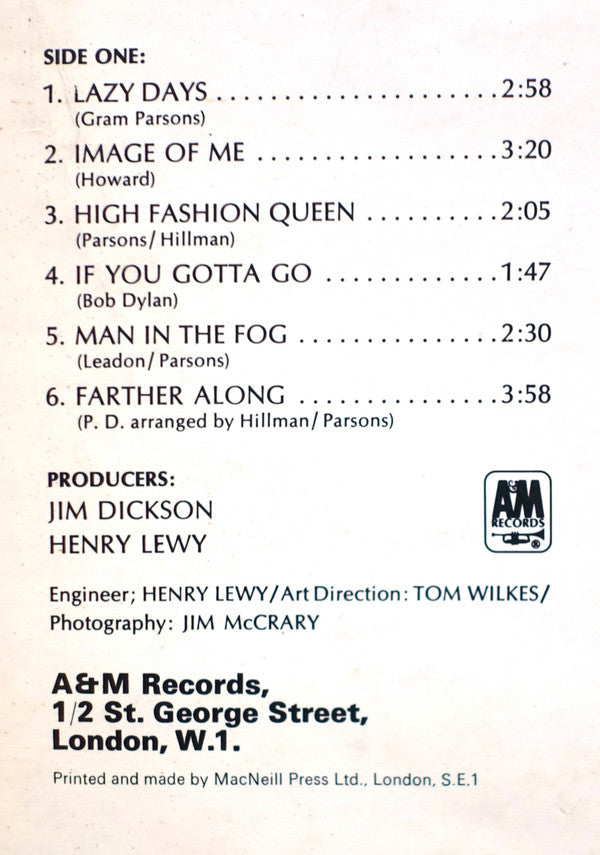 SIDE ONE:
1. LAZY DAYS ......................2:58
(Gram Parsons)
2. IMAGE OF ME ..................3:20
(Howard)
3. HIGH FASHION QUEEN ..........2:05
(Parsons/Hillman)
4. IF YOU GOTTA GO .............1:47
(Bob Dylan)
5. MAN IN THE FOG ...............2:30
(Leadon/Parsons)
6. FARTHER ALONG ...............3:58
(P. D. arranged by Hillman/Parsons)
PRODUCERS:
JIM DICKSON
HENRY LEWY
A&M
RECORDS
®
Engineer; HENRY LEWY/Art Direction: TOM WILKES/
Photography: JIM McCRARY
A&M Records,
1/2 St. George Street,
London, W.1.
Printed and made by MacNeill Press Ltd., London, S.E.1